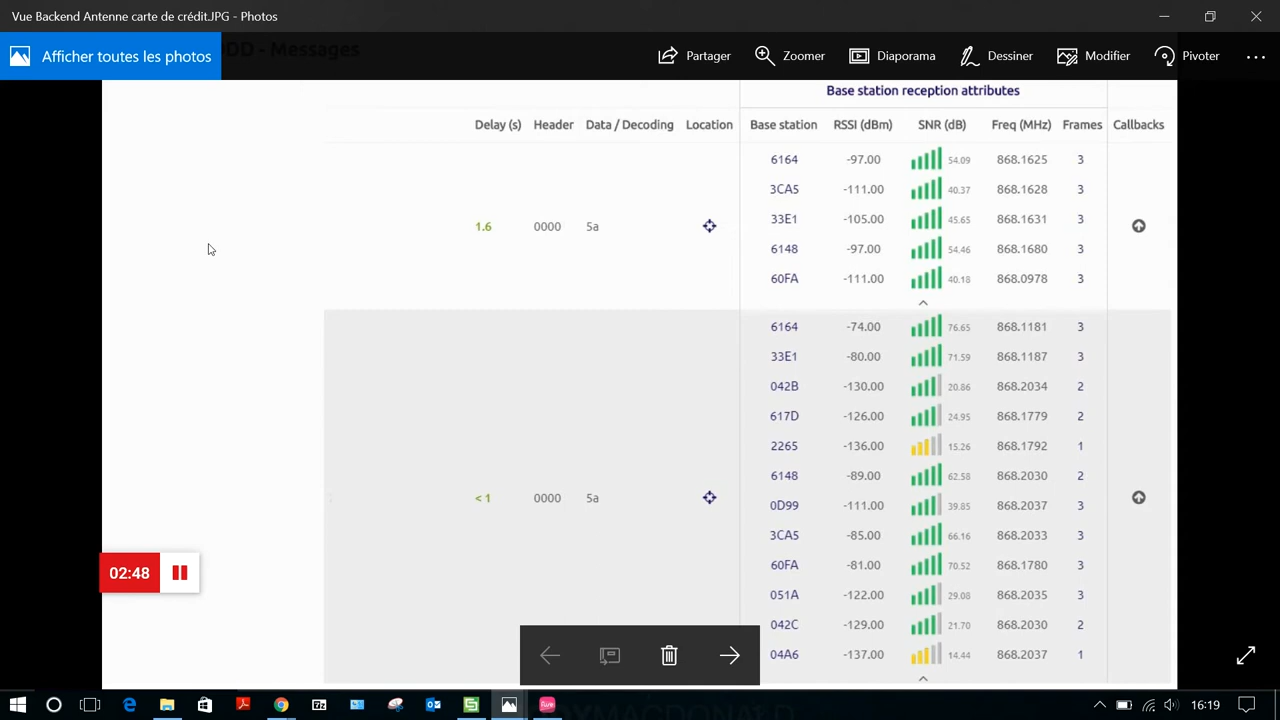 Vue Backend Antenne carte de crédit.JPG - Photos
Afficher toutes les photos
- Messages
Partager Zoomer Diaporama Dessiner Modifier Pivoter
Base station reception attributes
Delay (s) Header Data / Decoding Location Base station RSSI (dBm) SNR (dB) Freq (MHz) Frames Callbacks
6164 -97.00 54.09 868.1625 3
3CA5 -111.00 40.37 868.1628 3
1.6 0000 5a 33E1 -105.00 45.65 868.1631 3
6148 -97.00 54.46 868.1680 3
60FA -111.00 40.18 868.0978 3
6164 -74.00 76.65 868.1181 3
33E1 -80.00 71.59 868.1187 3
042B -130.00 20.86 868.2034 2
617D -126.00 24.95 868.1779 2
2265 -136.00 15.26 868.1792 1
6148 -89.00 62.58 868.2030 2
< 1 0000 5a 0D99 -111.00 39.85 868.2037 3
3CA5 -85.00 66.16 868.2033 3
02:48
60FA -81.00 70.52 868.1780 3
051A -122.00 29.08 868.2035 3
042C -129.00 21.70 868.2030 2
04A6 -137.00 14.44 868.2037 1
16:19